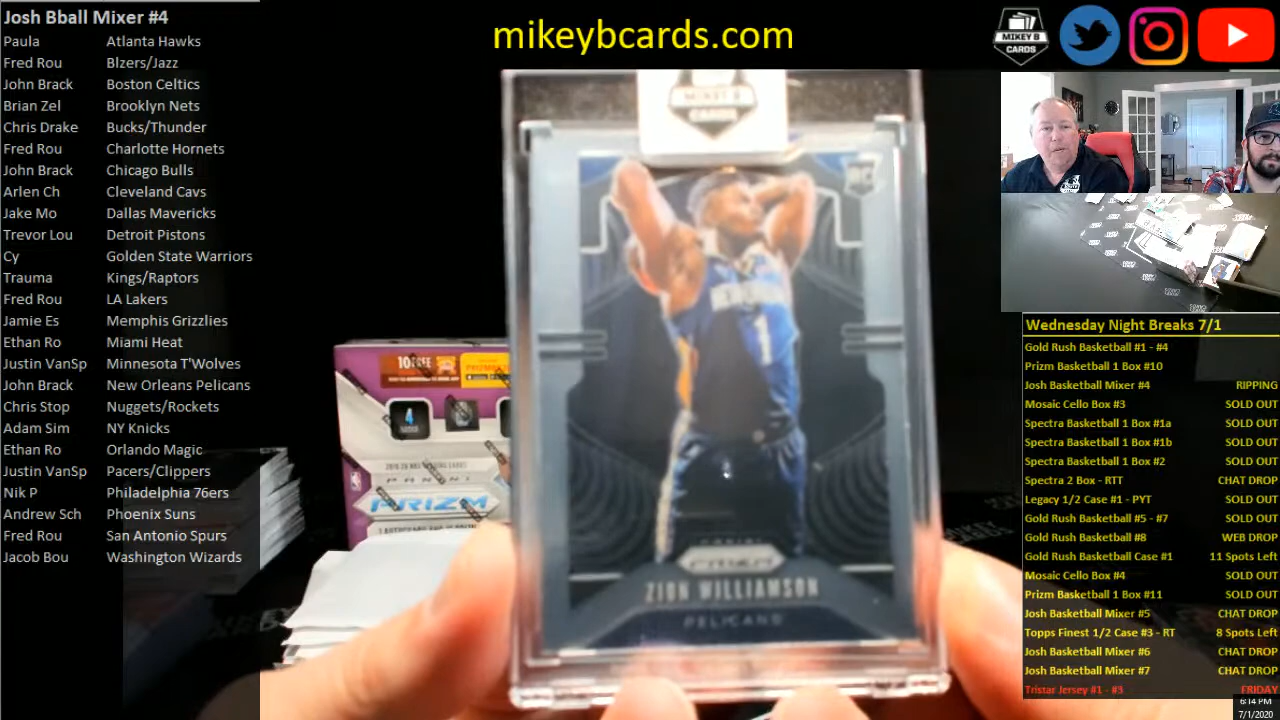 Josh Bball Mixer #4
Paula Atlanta Hawks
Fred Rou Blzers/Jazz
John Brack Boston Celtics
Brian Zel Brooklyn Nets
Chris Drake Bucks/Thunder
Fred Rou Charlotte Hornets
John Brack Chicago Bulls
Arlen Ch Cleveland Cavs
Jake Mo Dallas Mavericks
Trevor Lou Detroit Pistons
Cy Golden State Warriors
Trauma Kings/Raptors
Fred Rou LA Lakers
Jamie Es Memphis Grizzlies
Ethan Ro Miami Heat
Justin VanSp Minnesota T'Wolves
John Brack New Orleans Pelicans
Chris Stop Nuggets/Rockets
Adam Sim NY Knicks
Ethan Ro Orlando Magic
Justin VanSp Pacers/Clippers
Nik P Philadelphia 76ers
Andrew Sch Phoenix Suns
Fred Rou San Antonio Spurs
Jacob Bou Washington Wizards
mikeybcards.com
MIKEY B
CARDS
MIKEY B
CARDS
RC
1
PANINI
PRIZM
ZION WILLIAMSON
PELICANS
4
PANINI
PRIZM
Wednesday Night Breaks 7/1
Gold Rush Basketball #1 - #4
Prizm Basketball 1 Box #10
Josh Basketball Mixer #4 RIPPING
Mosaic Cello Box #3 SOLD OUT
Spectra Basketball 1 Box #1a SOLD OUT
Spectra Basketball 1 Box #1b SOLD OUT
Spectra Basketball 1 Box #2 SOLD OUT
Spectra 2 Box - RTT CHAT DROP
Legacy 1/2 Case #1 - PYT SOLD OUT
Gold Rush Basketball #5 - #7 SOLD OUT
Gold Rush Basketball #8 WEB DROP
Gold Rush Basketball Case #1 11 Spots Left
Mosaic Cello Box #4 SOLD OUT
Prizm Basketball 1 Box #11 SOLD OUT
Josh Basketball Mixer #5 CHAT DROP
Topps Finest 1/2 Case #3 - RT 8 Spots Left
Josh Basketball Mixer #6 CHAT DROP
Josh Basketball Mixer #7 CHAT DROP
Tristar Jersey #1 - #3 FRIDAY
6:14 PM
7/1/2020